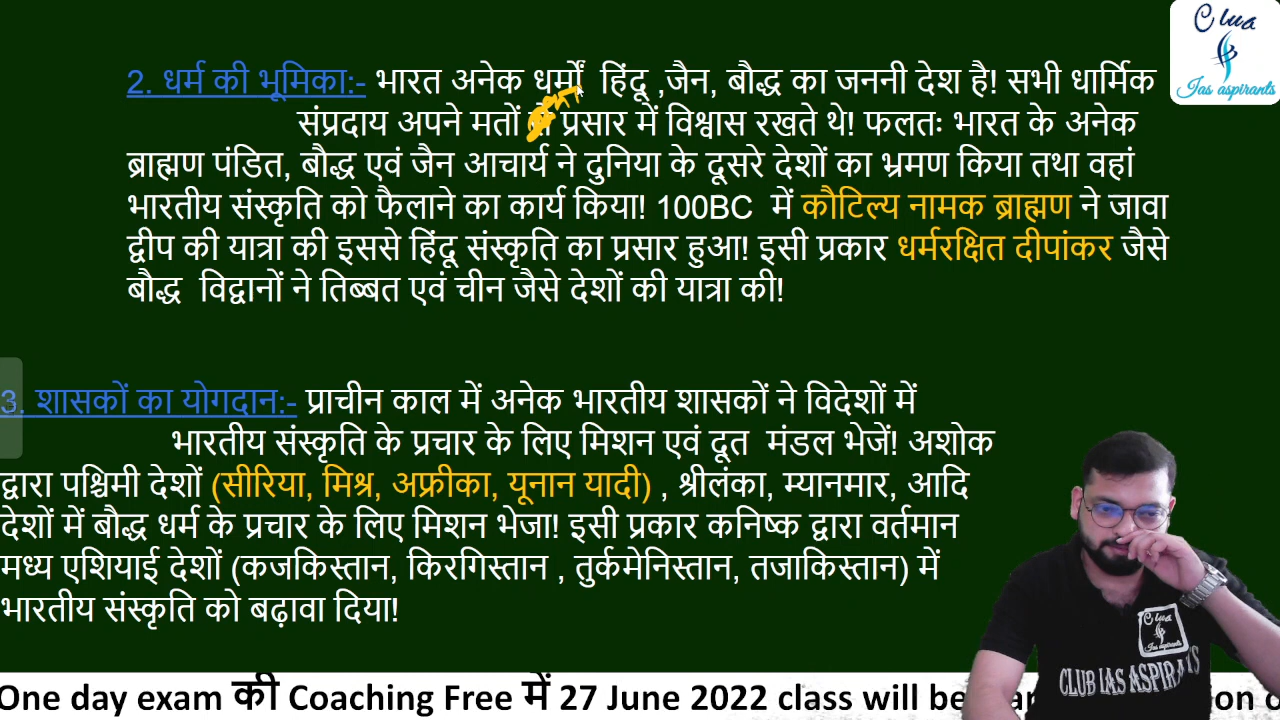 Clua
Ias aspirants
2. धर्म की भूमिका:- भारत अनेक धर्मों हिंदू ,जैन, बौद्ध का जननी देश है! सभी धार्मिक
संप्रदाय अपने मतों प्रसार में विश्वास रखते थे! फलतः भारत के अनेक
ब्राह्मण पंडित, बौद्ध एवं जैन आचार्य ने दुनिया के दूसरे देशों का भ्रमण किया तथा वहां
भारतीय संस्कृति को फैलाने का कार्य किया! 100BC में कौटिल्य नामक ब्राह्मण ने जावा
द्वीप की यात्रा की इससे हिंदू संस्कृति का प्रसार हुआ! इसी प्रकार धर्मरक्षित दीपांकर जैसे
बौद्ध विद्वानों ने तिब्बत एवं चीन जैसे देशों की यात्रा की!
3. शासकों का योगदान:- प्राचीन काल में अनेक भारतीय शासकों ने विदेशों में
भारतीय संस्कृति के प्रचार के लिए मिशन एवं दूत मंडल भेजें! अशोक
द्वारा पश्चिमी देशों (सीरिया, मिश्र, अफ्रीका, यूनान यादी) , श्रीलंका, म्यानमार, आदि
देशों में बौद्ध धर्म के प्रचार के लिए मिशन भेजा! इसी प्रकार कनिष्क द्वारा वर्तमान
मध्य एशियाई देशों (कजकिस्तान, किरगिस्तान , तुर्कमेनिस्तान, तजाकिस्तान) में
भारतीय संस्कृति को बढ़ावा दिया!
Clua
CLUB IAS ASPIRA
One day exam की Coaching Free में 27 June 2022 class will be